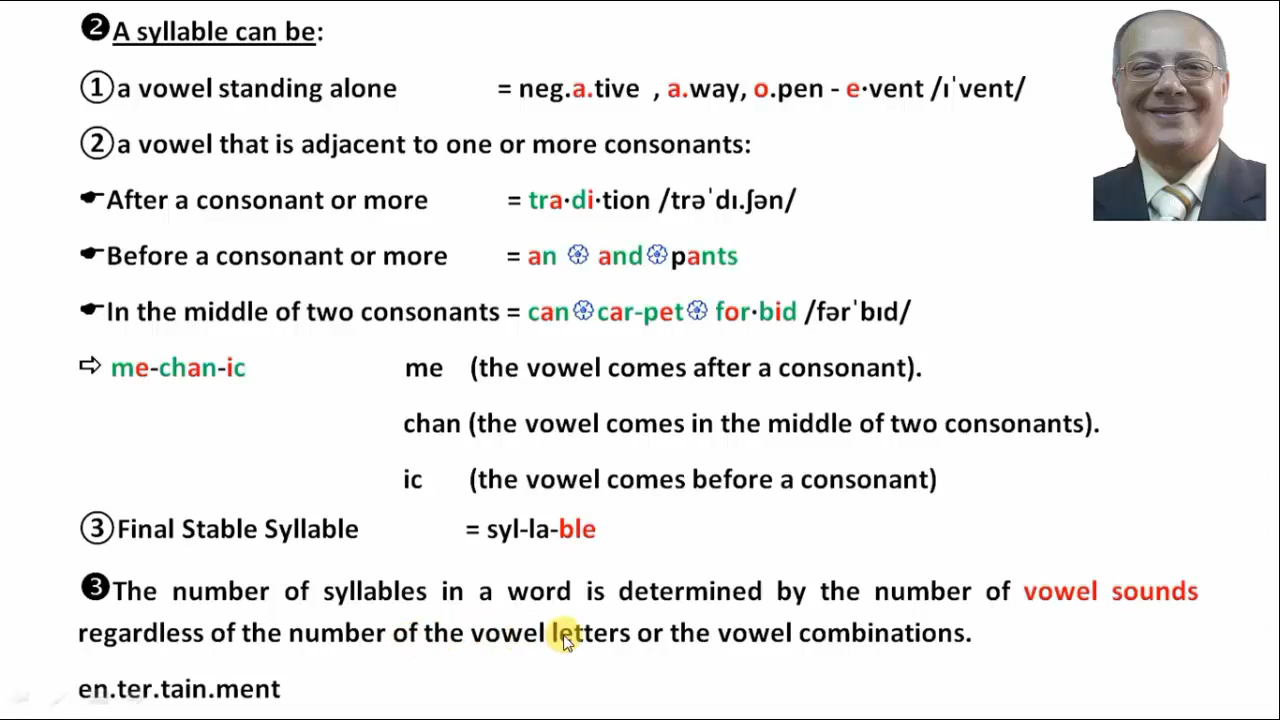 ❷A syllable can be:
①a vowel standing alone = neg.a.tive , a.way, o.pen - e·vent /ɪˈvent/
②a vowel that is adjacent to one or more consonants:
After a consonant or more = tra·di·tion /trəˈdɪ.ʃən/
Before a consonant or more = an and pants
In the middle of two consonants = can car-pet for·bid /fərˈbɪd/
⇨ me-chan-ic me (the vowel comes after a consonant).
chan (the vowel comes in the middle of two consonants).
ic (the vowel comes before a consonant)
③Final Stable Syllable = syl-la-ble
❸The number of syllables in a word is determined by the number of vowel sounds
regardless of the number of the vowel letters or the vowel combinations.
en.ter.tain.ment